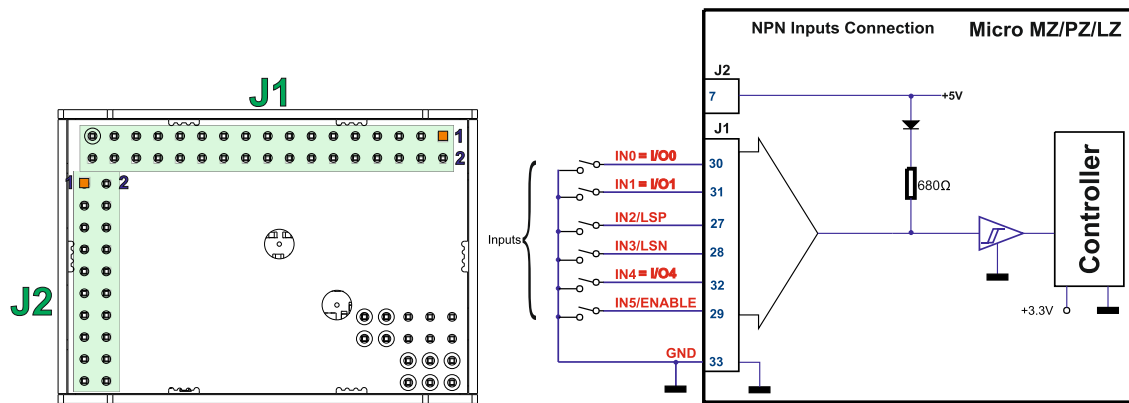 J1
1
2
1
2
J2
NPN Inputs Connection
Micro MZ/PZ/LZ
J2
7
+5V
J1
IN0 = I/O0
30
IN1 = I/O1
31
680Ω
IN2/LSP
27
Inputs
IN3/LSN
28
IN4 = I/O4
32
IN5/ENABLE
29
GND
33
Controller
+3.3V